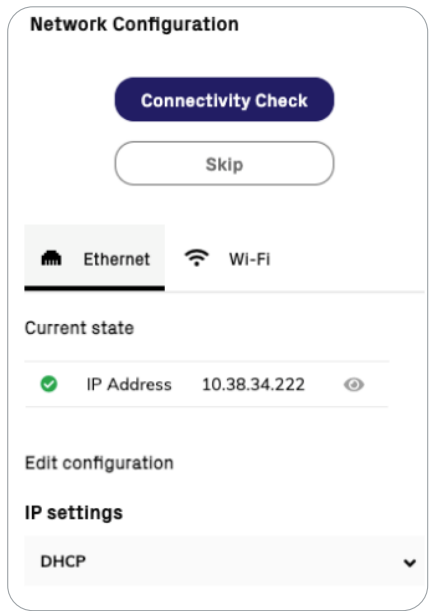 Network Configuration
Connectivity Check
Skip
Ethernet Wi-Fi
Current state
IP Address 10.38.34.222
Edit configuration
IP settings
DHCP